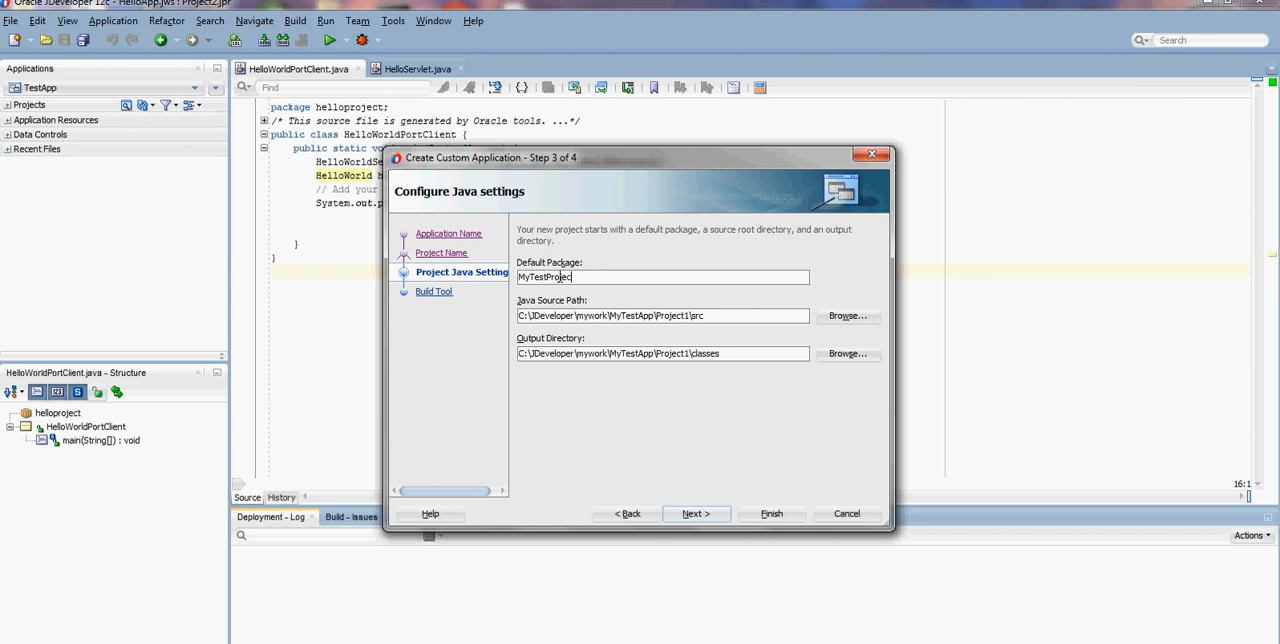 Oracle JDeveloper 12c - HelloApp.jws : Project2.jpr
File Edit View Application Refactor Search Navigate Build Run Team Tools Window Help
Search
Applications
TestApp
Projects
Application Resources
Data Controls
Recent Files
HelloWorldPortClient.java - Structure
helloproject
HelloWorldPortClient
main(String[]) : void
HelloWorldPortClient.java
HelloServlet.java
Find
package helloproject;
/* This source file is generated by Oracle tools. ...*/
public class HelloWorldPortClient {
public static vo
HelloWorldSe
HelloWorld h
// Add your
System.out.p
}
}
16:1
Source History
Create Custom Application - Step 3 of 4
Configure Java settings
Application Name
Project Name
Project Java Setting
Build Tool
Your new project starts with a default package, a source root directory, and an output
directory.
Default Package:
MyTestProjec
Java Source Path:
C:\JDeveloper\mywork\MyTestApp\Project1\src
Browse...
Output Directory:
C:\JDeveloper\mywork\MyTestApp\Project1\classes
Browse...
Help
< Back
Next >
Finish
Cancel
Deployment - Log
Build - Issues
Actions